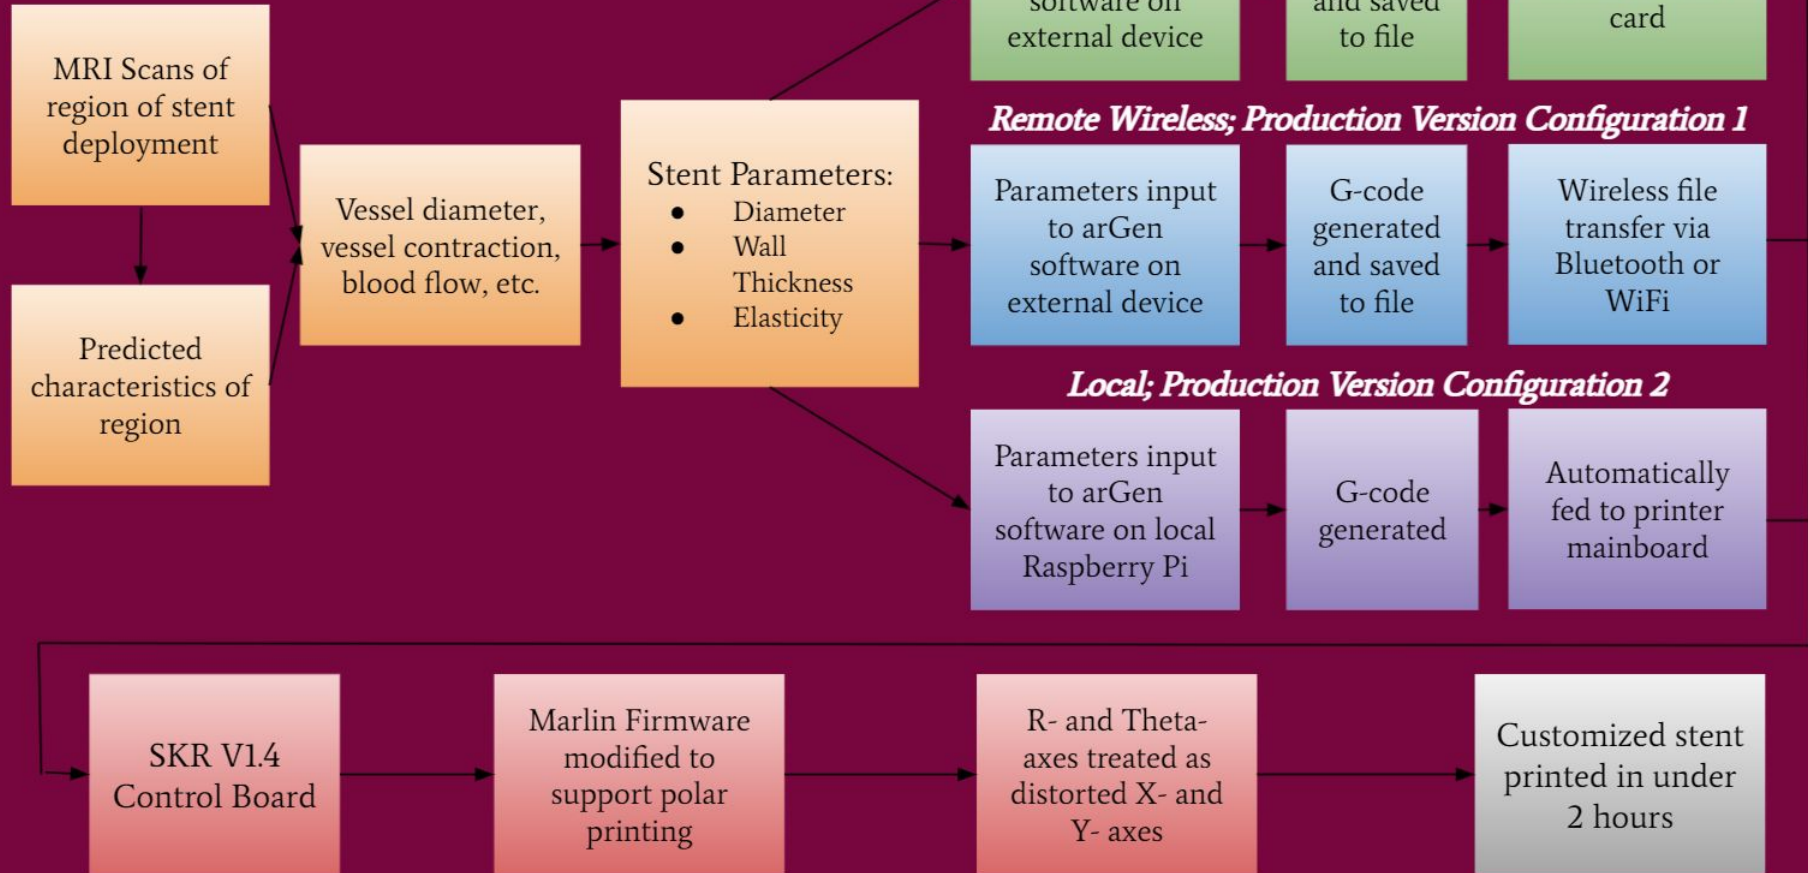 MRI Scans of
region of stent
deployment
Predicted
characteristics of
region
Vessel diameter,
vessel contraction,
blood flow, etc.
Stent Parameters:
● Diameter
● Wall
Thickness
● Elasticity
software on
external device
and saved
to file
card
Remote Wireless; Production Version Configuration 1
Parameters input
to arGen
software on
external device
G-code
generated
and saved
to file
Wireless file
transfer via
Bluetooth or
WiFi
Local; Production Version Configuration 2
Parameters input
to arGen
software on local
Raspberry Pi
G-code
generated
Automatically
fed to printer
mainboard
SKR V1.4
Control Board
Marlin Firmware
modified to
support polar
printing
R- and Theta-
axes treated as
distorted X- and
Y- axes
Customized stent
printed in under
2 hours